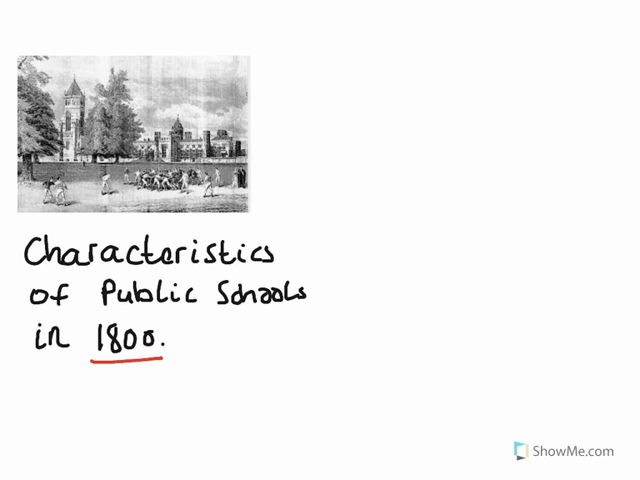 Characteristics
of Public Schools
in 1800.
ShowMe.com